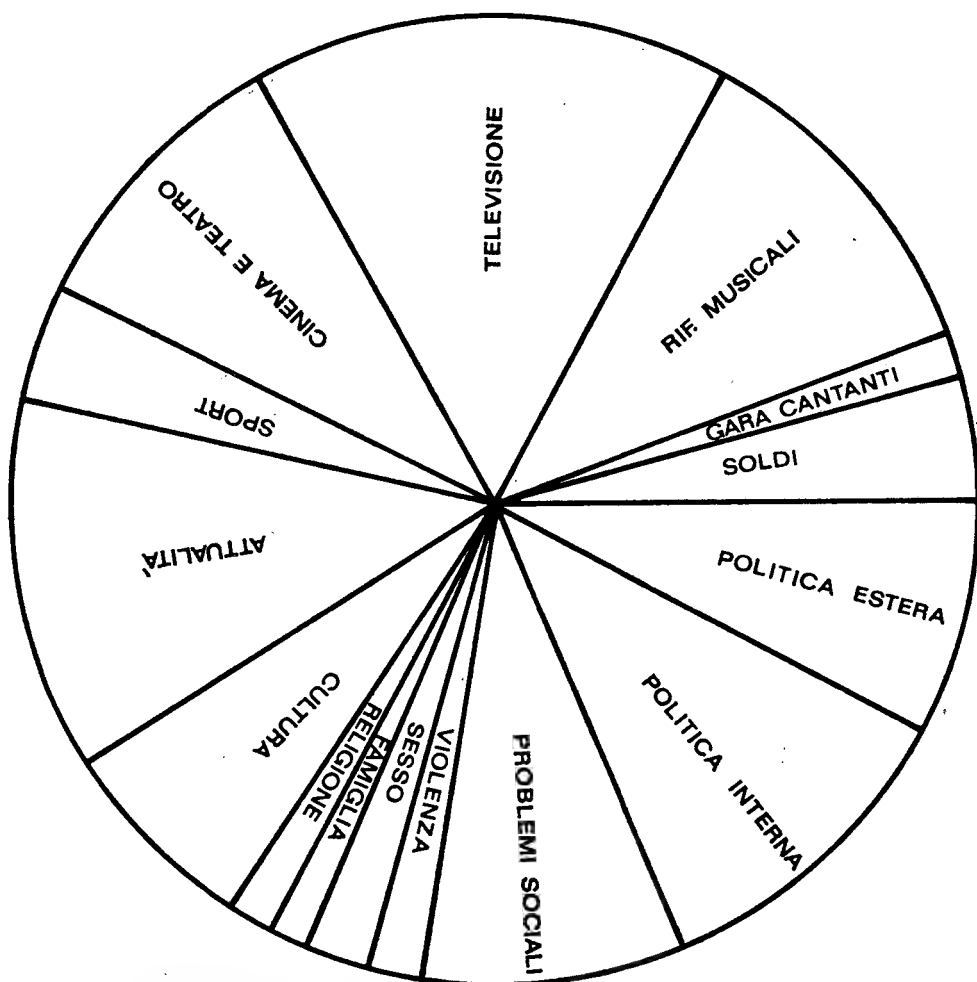 TELEVISIONE
RIF. MUSICALI
GARA CANTANTI
SOLDI
POLITICA ESTERA
POLITICA INTERNA
PROBLEMI SOCIALI
VIOLENZA
SESSO
FAMIGLIA
RELIGIONE
CULTURA
ATTUALITÀ
SPORT
CINEMA E TEATRO